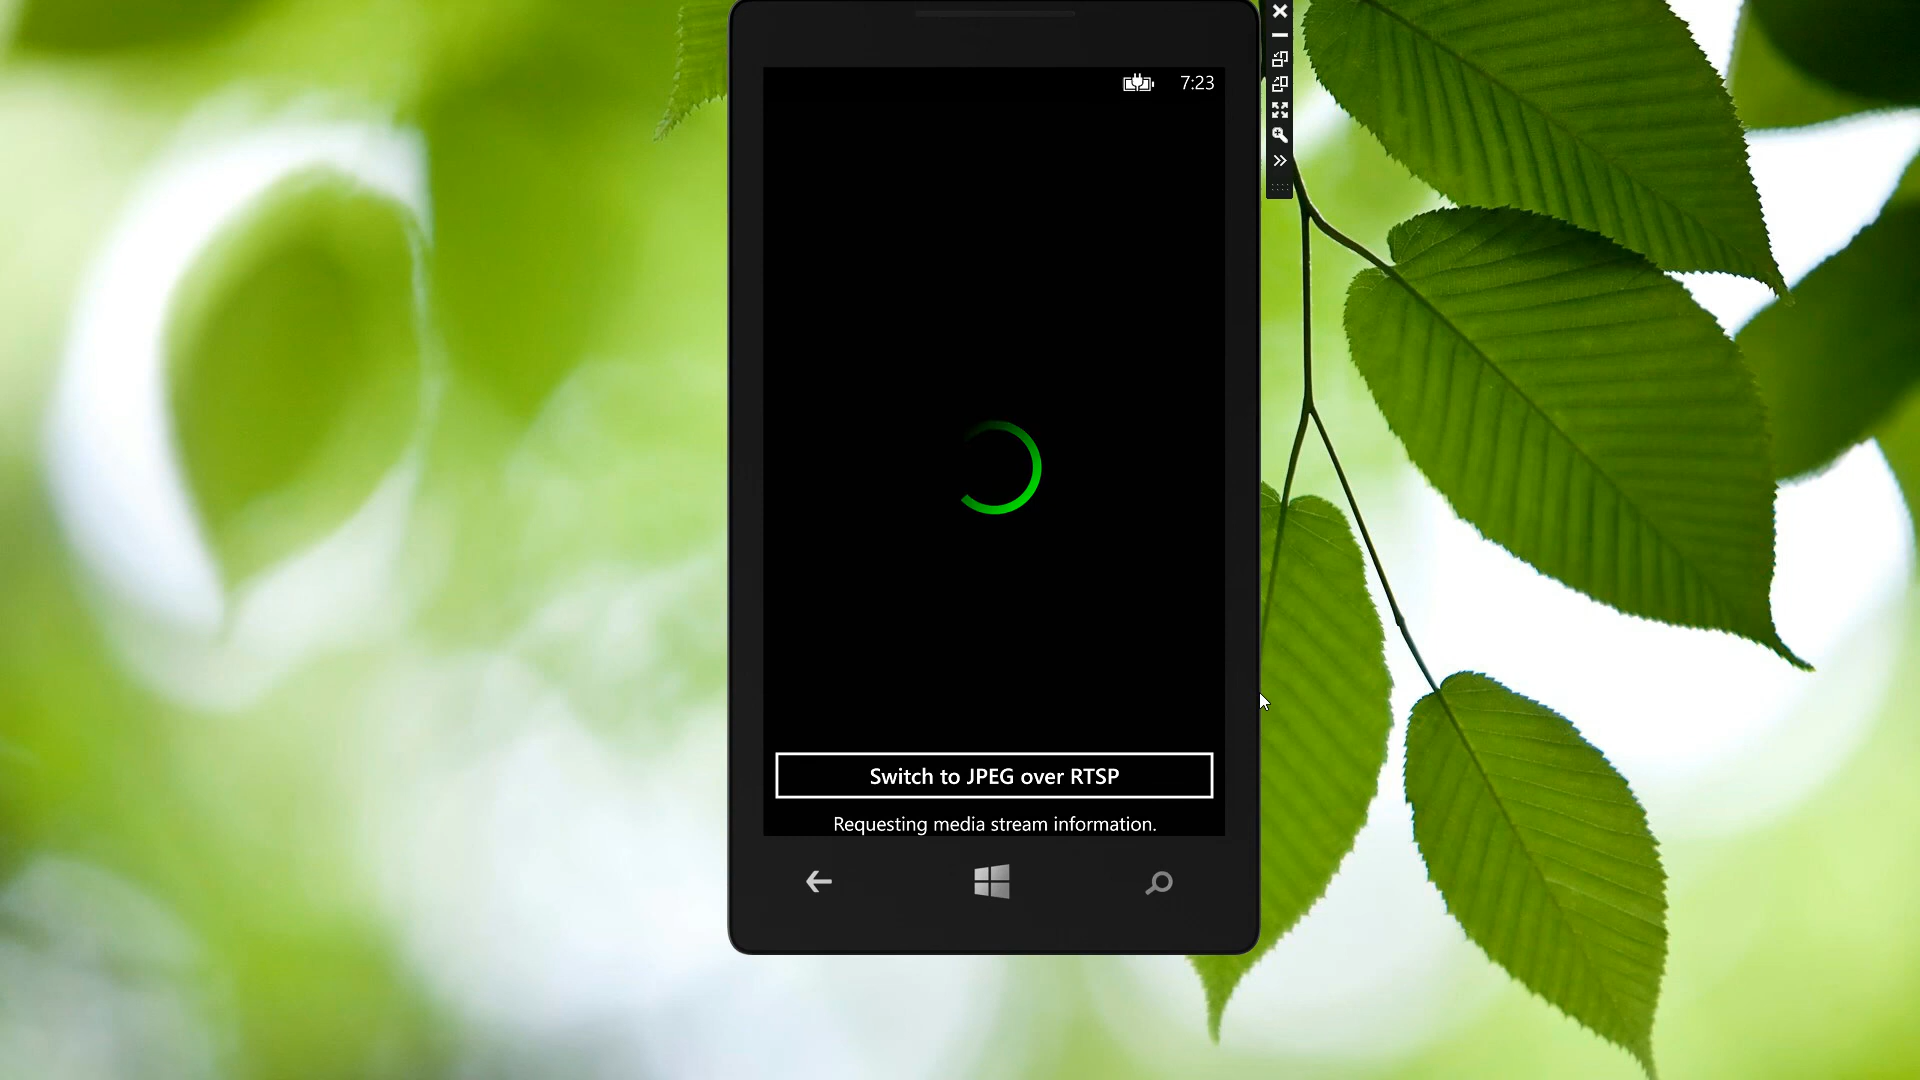 7:23
Switch to JPEG over RTSP
Requesting media stream information.